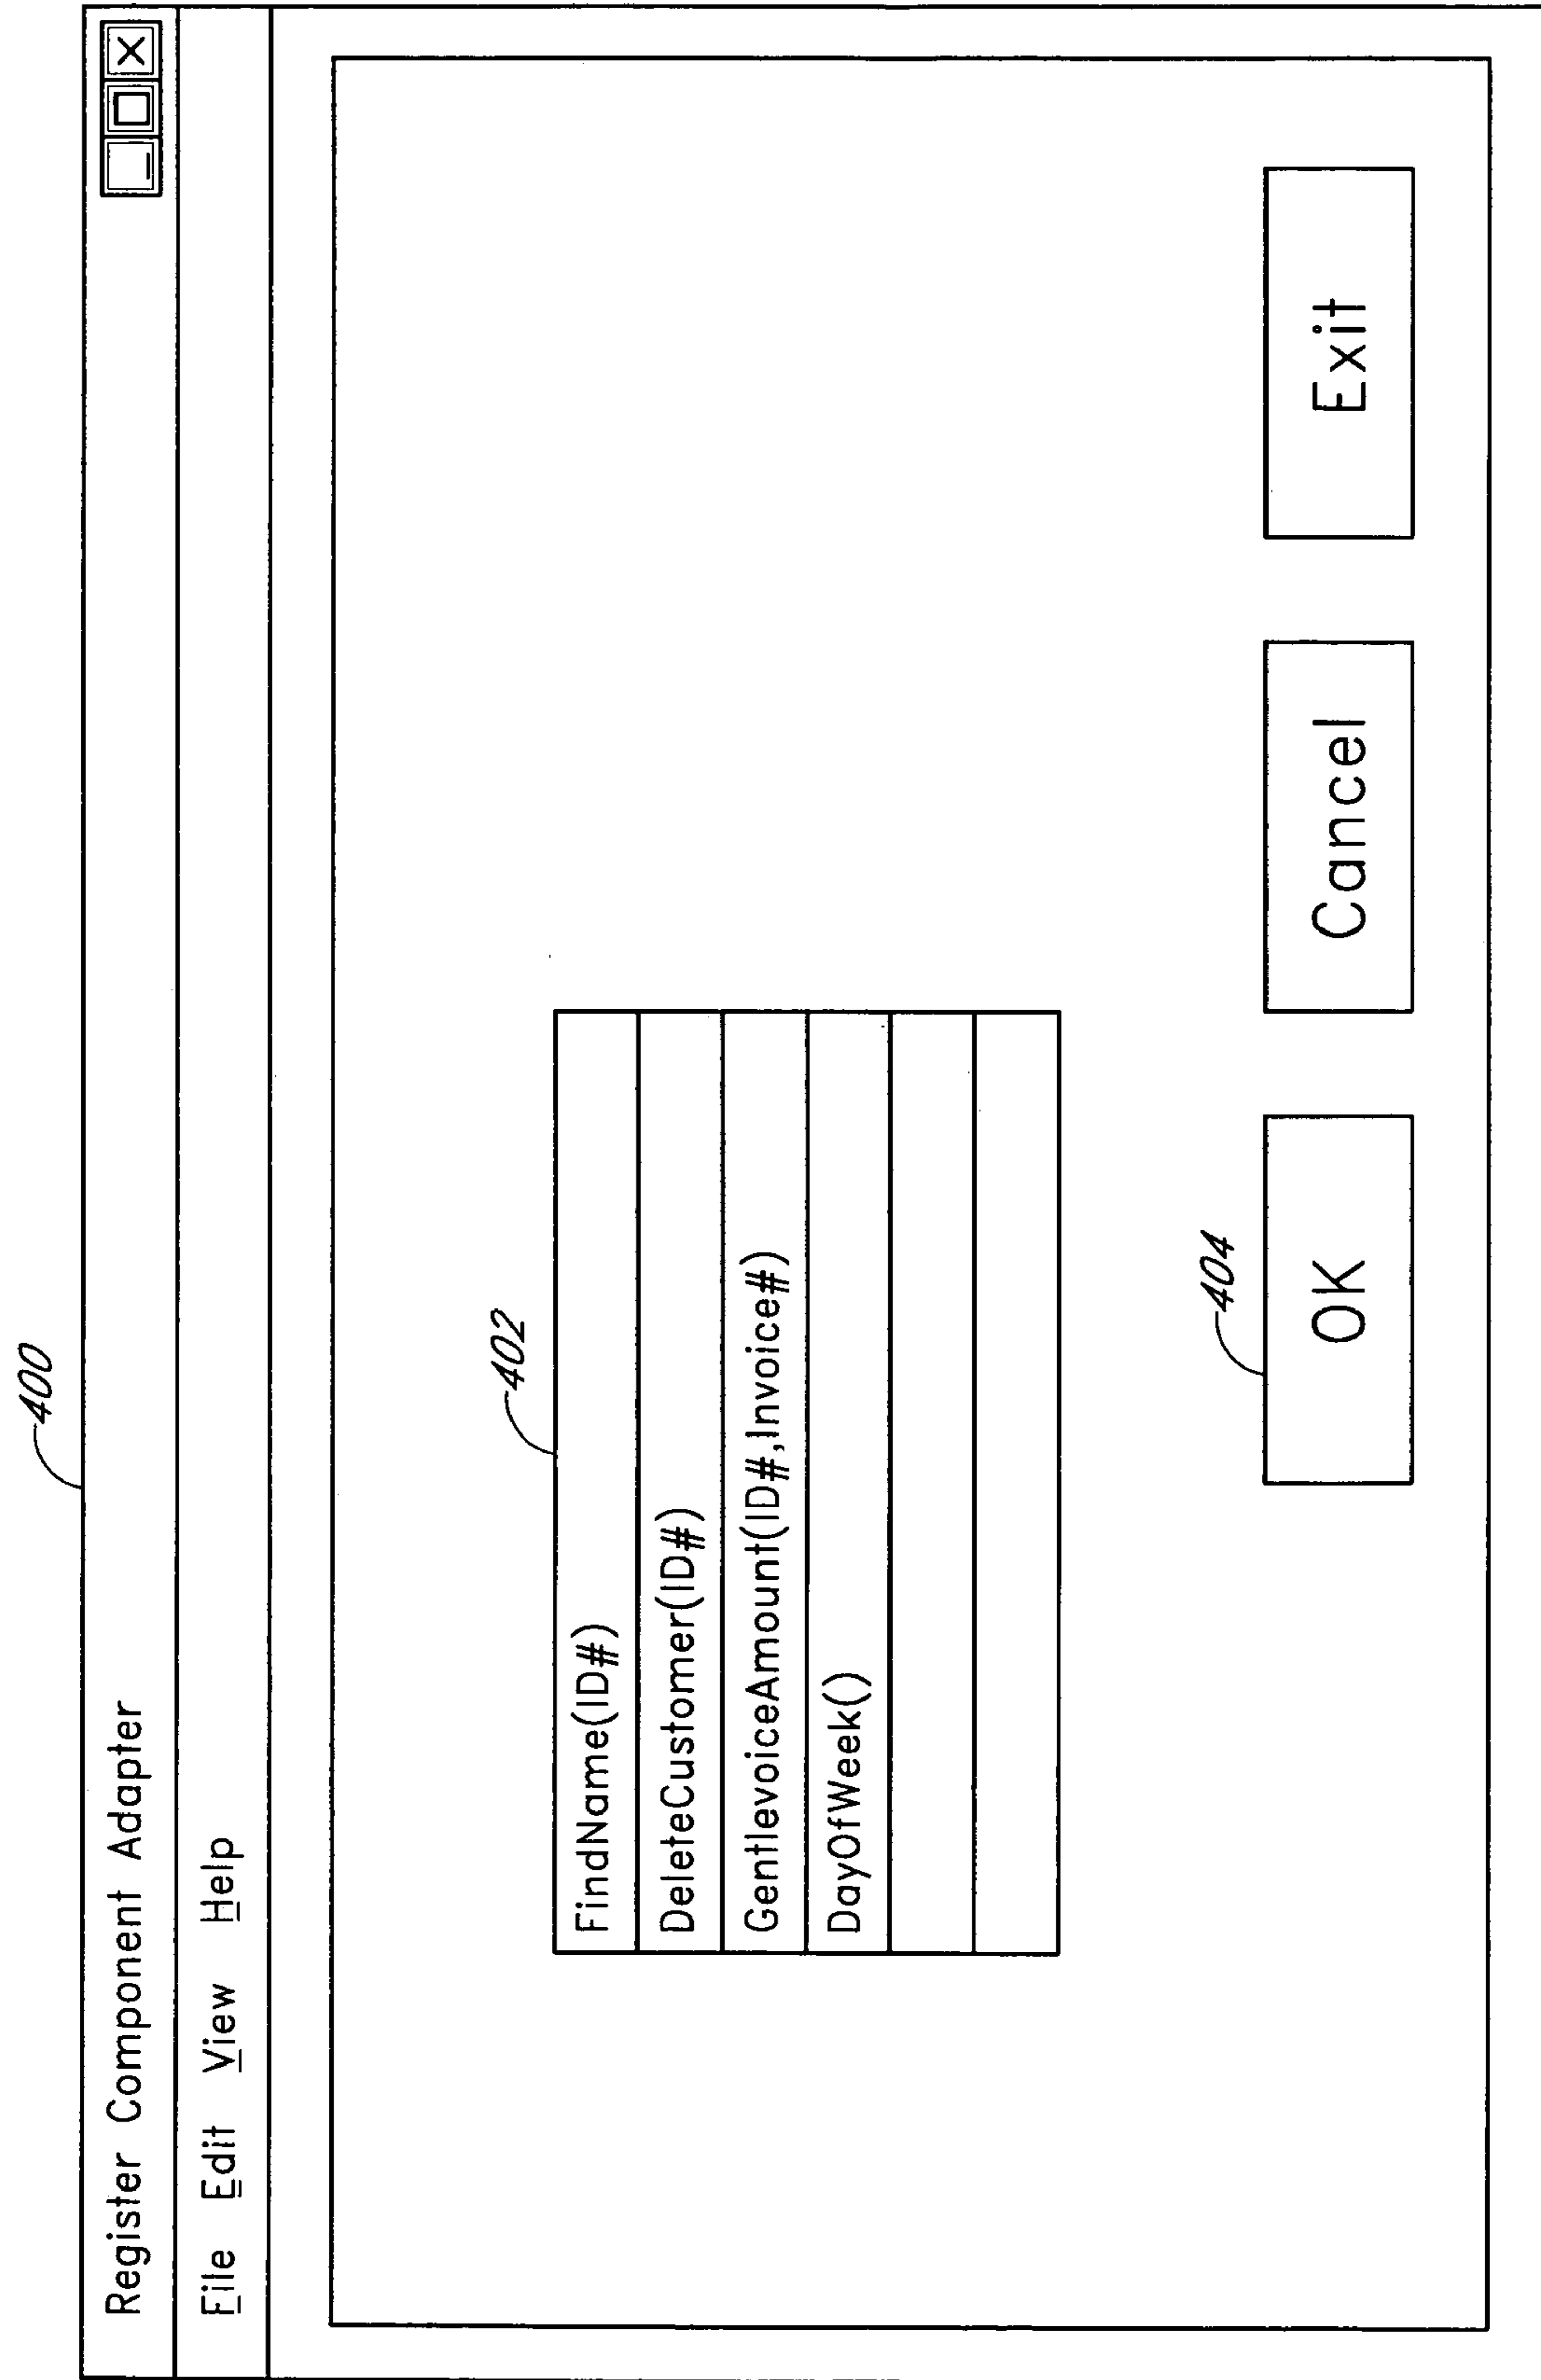 400
Register Component Adapter
File Edit View Help
402
FindName(ID#)
DeleteCustomer(ID#)
GentIevoiceAmount(ID#,Invoice#)
DayOfWeek()
404
OK
Cancel
Exit